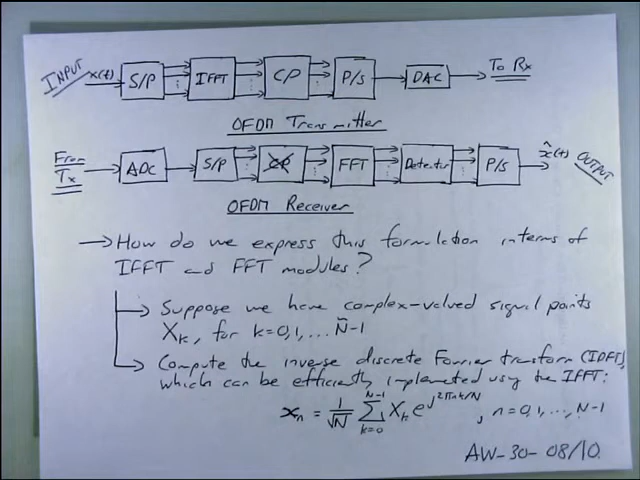 INPUT x(t) S/P IFFT CP P/S DAC To Rx
OFDM Transmitter
From Tx ADC S/P CP FFT Detector P/S x̂(t) OUTPUT
OFDM Receiver
→ How do we express this formulation interms of
IFFT and FFT modules?
→ Suppose we have complex-valued signal points
X_k, for k=0,1,...N-1
→ Compute the inverse discrete Fourier transform (IDFT),
which can be efficiently implemented using the IFFT:
x_n = 1/√N ∑_{k=0}^{N-1} X_k e^{j2πnk/N}, n=0,1,...,N-1
AW-30-08/10.